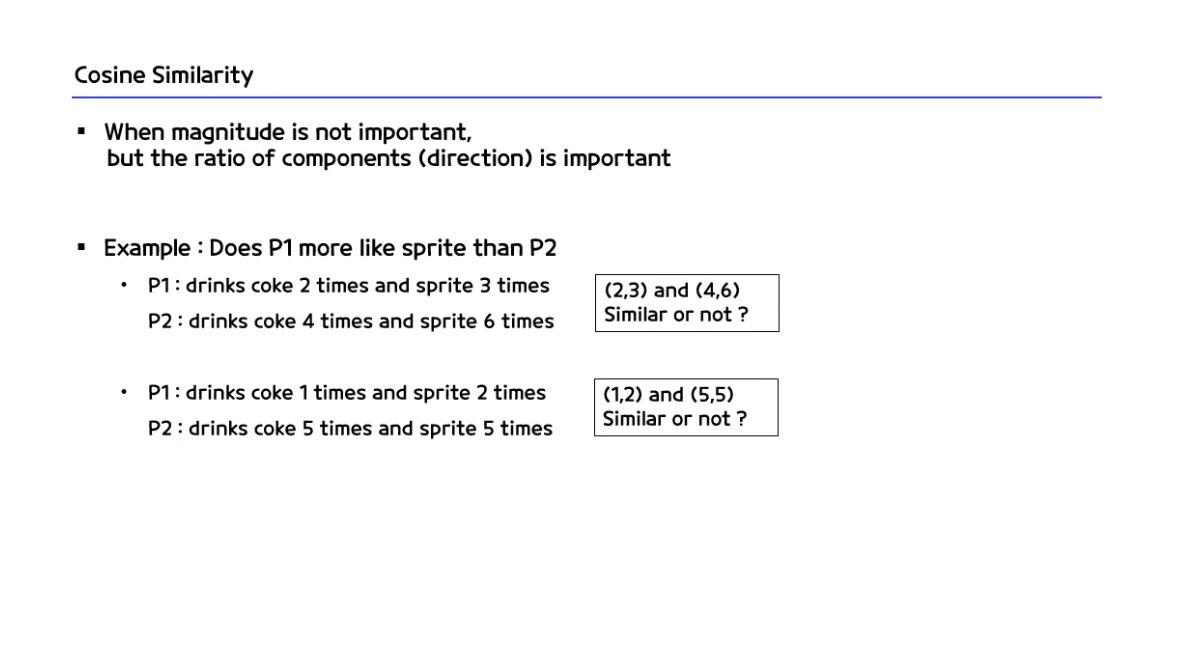 Cosine Similarity
▪ When magnitude is not important,
but the ratio of components (direction) is important
▪ Example : Does P1 more like sprite than P2
• P1 : drinks coke 2 times and sprite 3 times
P2 : drinks coke 4 times and sprite 6 times
(2,3) and (4,6)
Similar or not ?
• P1 : drinks coke 1 times and sprite 2 times
P2 : drinks coke 5 times and sprite 5 times
(1,2) and (5,5)
Similar or not ?